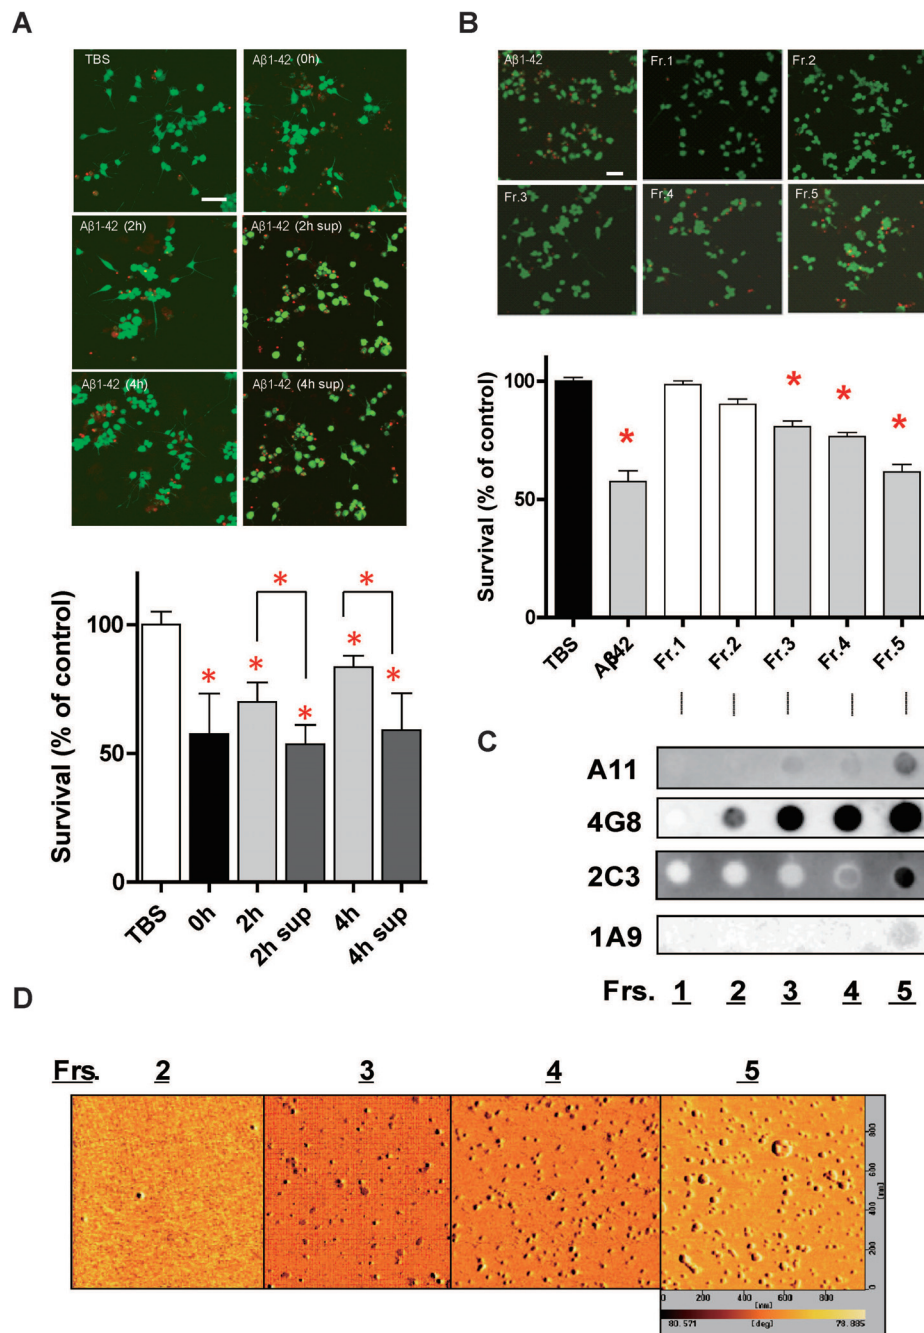 A
TBS
Aβ1-42 (0h)
Aβ1-42 (2h)
Aβ1-42 (2h sup)
Aβ1-42 (4h)
Aβ1-42 (4h sup)
Survival (% of control)
100
50
0
TBS
0h
2h
2h sup
4h
4h sup
*
*
*
*
*
*
*
B
Aβ1-42
Fr.1
Fr.2
Fr.3
Fr.4
Fr.5
Survival (% of control)
100
50
0
TBS
Aβ42
Fr.1
Fr.2
Fr.3
Fr.4
Fr.5
*
*
*
*
C
A11
4G8
2C3
1A9
Frs. 1 2 3 4 5
D
Frs. 2 3 4 5
800
600
400
200
0
[nm]
0 200 400 600 800
[nm]
80.571 [deg] 78.885